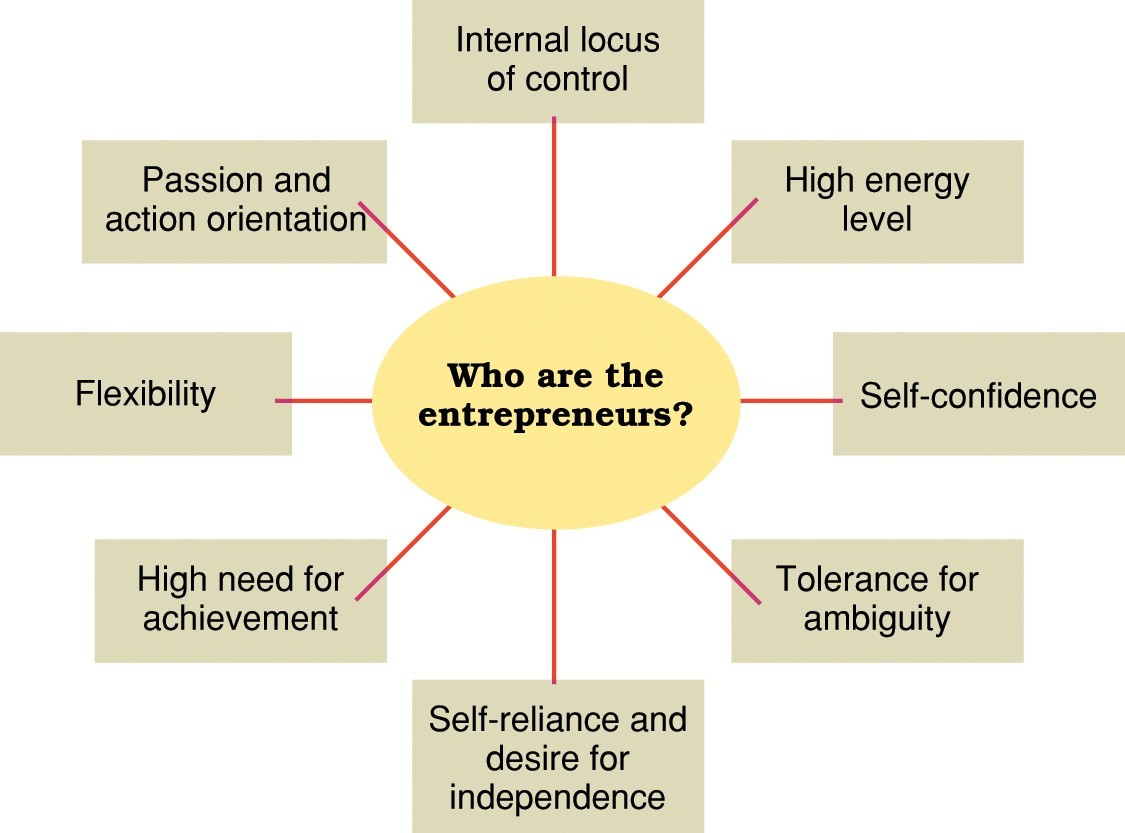 Internal locus
of control
Passion and
action orientation
High energy
level
Flexibility
Who are the
entrepreneurs?
Self-confidence
High need for
achievement
Tolerance for
ambiguity
Self-reliance and
desire for
independence